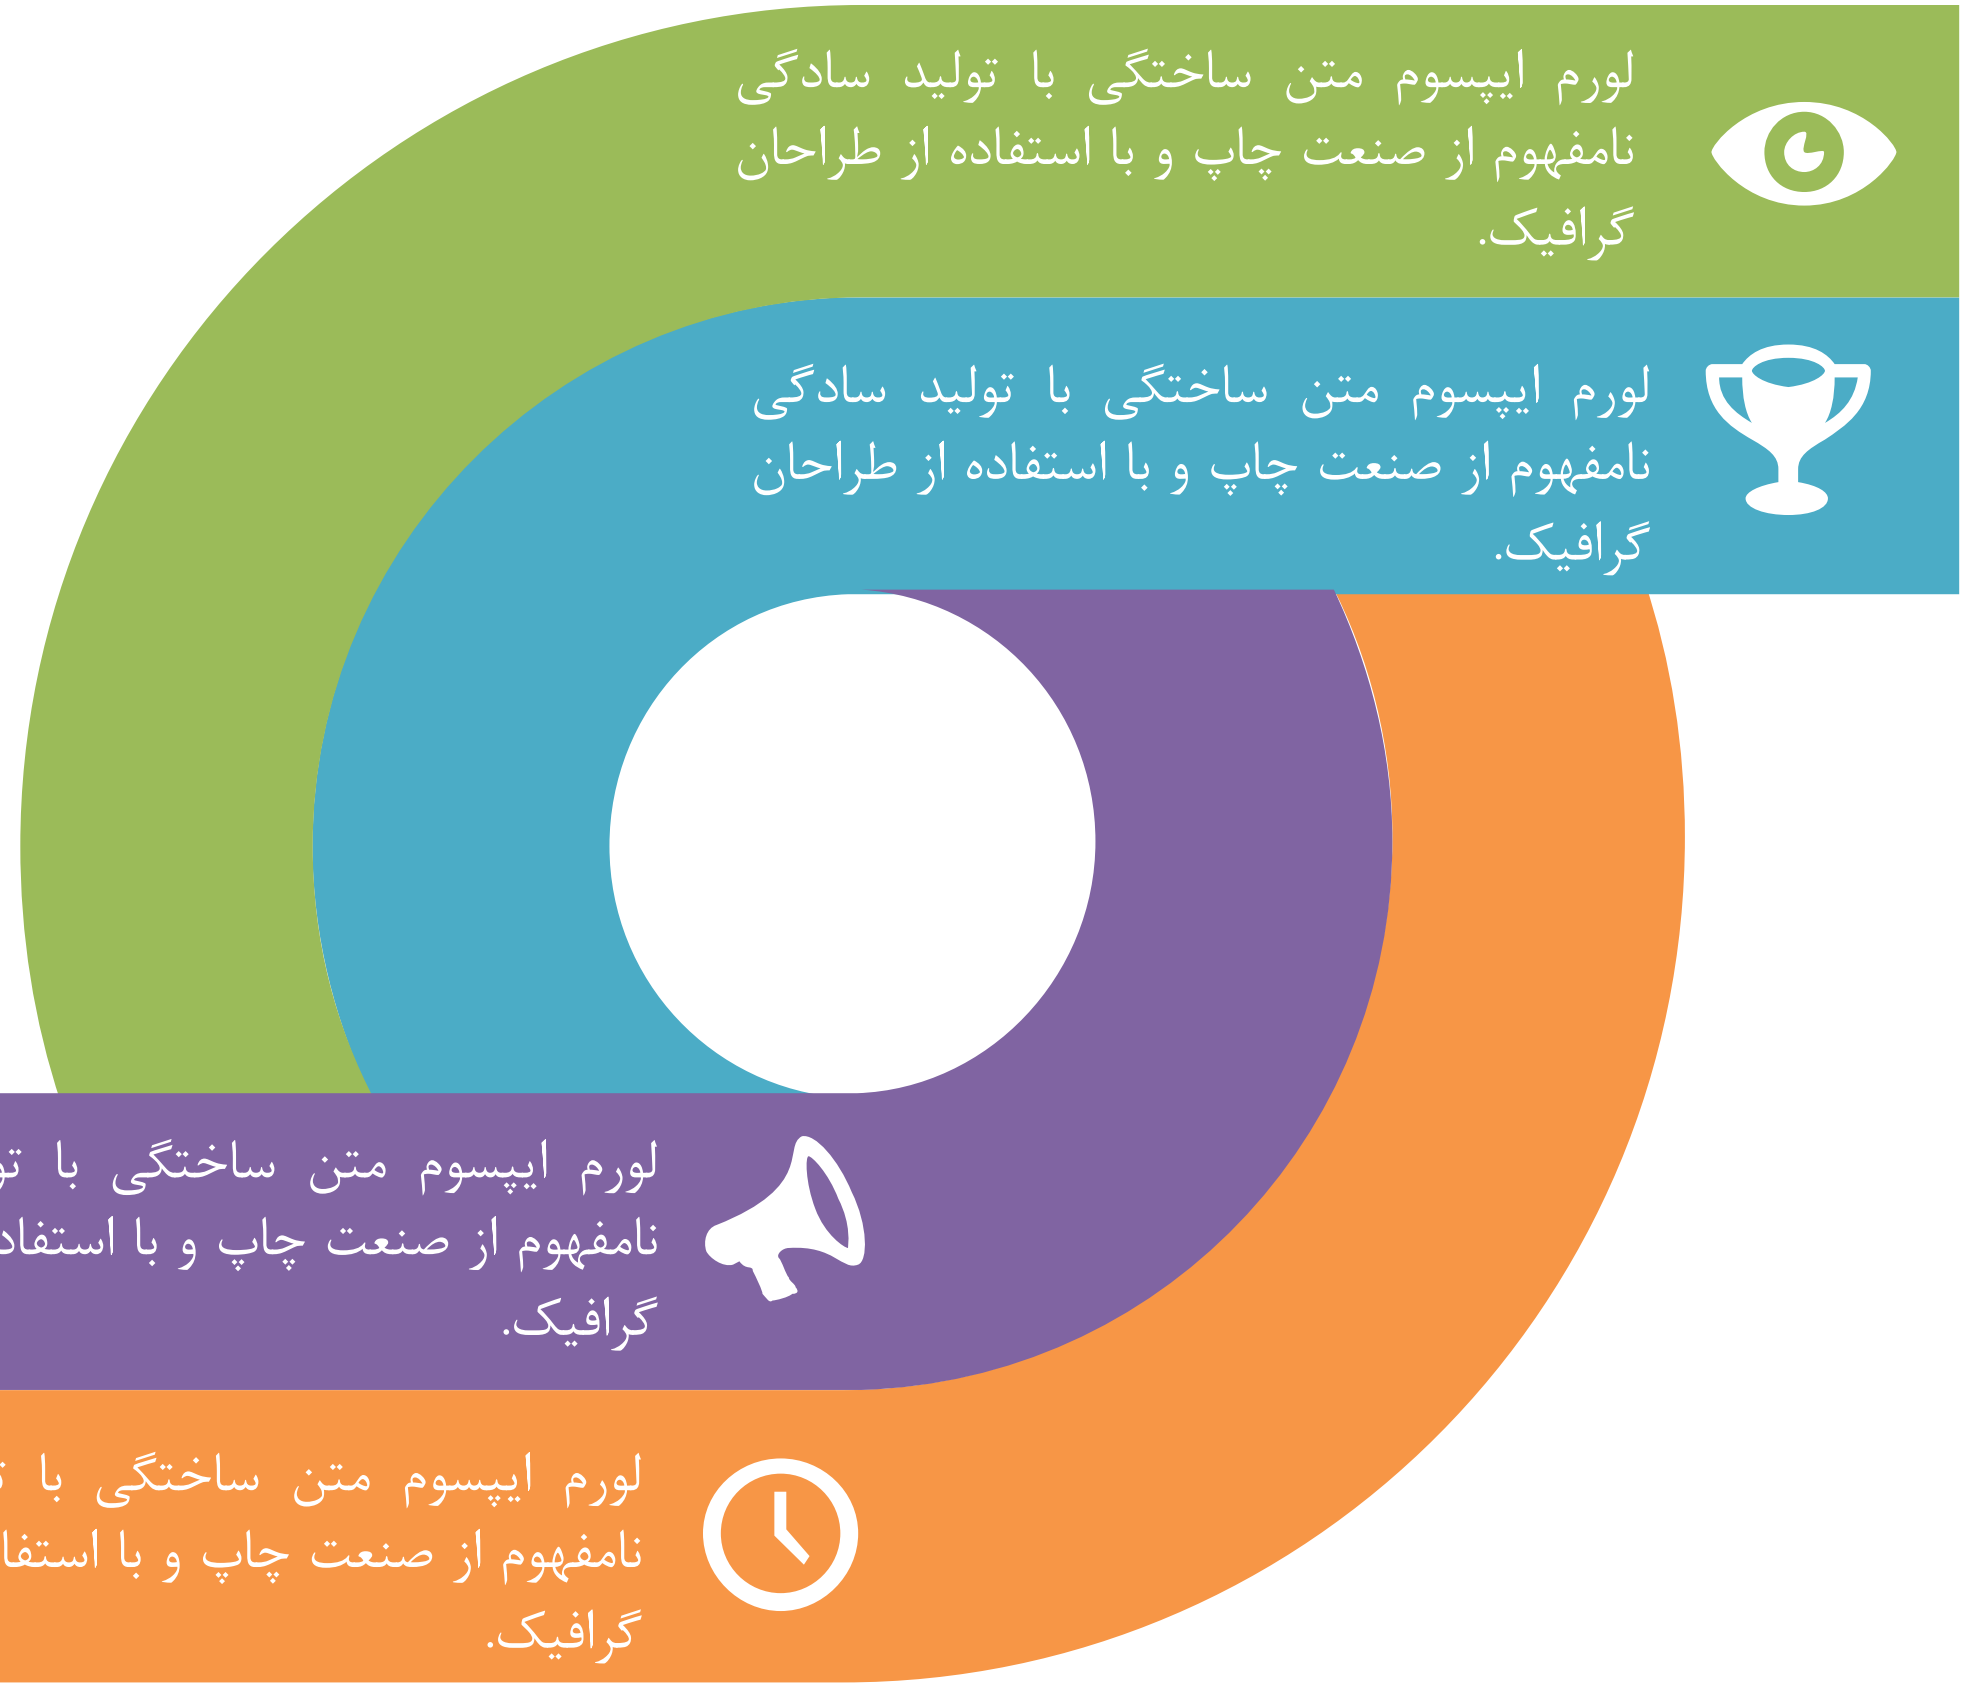 لورم ایپسوم متن ساختگی با تولید سادگی
نامفهوم از صنعت چاپ و با استفاده از طراحان
گرافیک.
لورم ایپسوم متن ساختگی با تولید سادگی
نامفهوم از صنعت چاپ و با استفاده از طراحان
گرافیک.
لورم ایپسوم متن ساختگی با
نامفهوم از صنعت چاپ و با
گرافیک.
لورم ایپسوم متن ساختگی با
نامفهوم از صنعت چاپ و با
گرافیک.